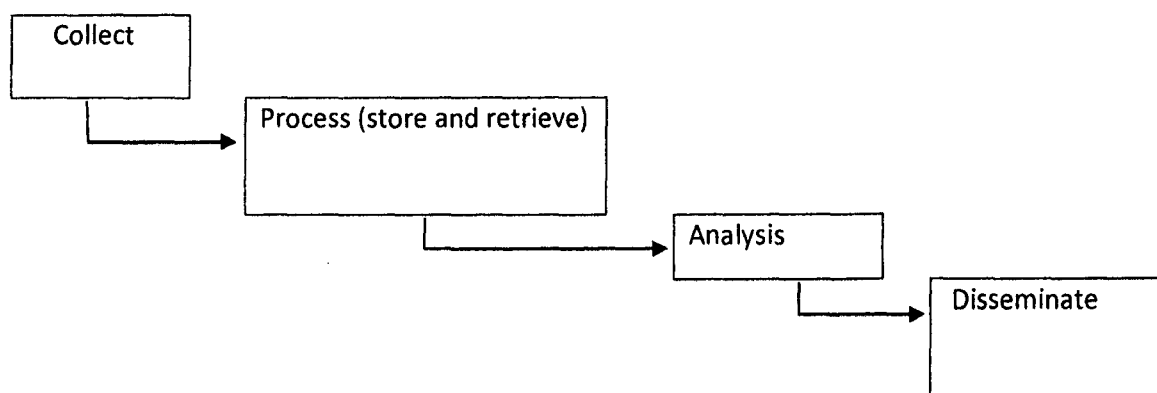 Collect
Process (store and retrieve)
Analysis
Disseminate